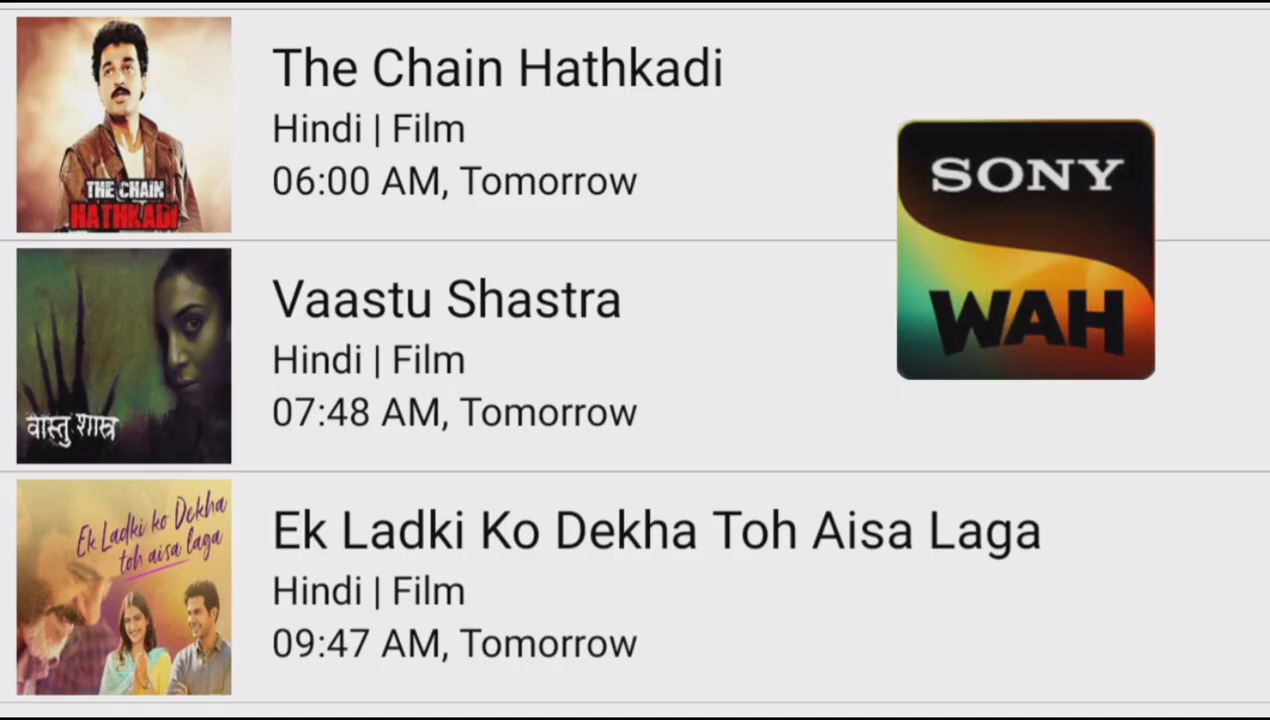 THE CHAIN
HATHKADI
The Chain Hathkadi
Hindi | Film
06:00 AM, Tomorrow
SONY
WAH
वास्तु शास्त्र
Vaastu Shastra
Hindi | Film
07:48 AM, Tomorrow
Ek Ladki ko Dekha
toh aisa laga
Ek Ladki Ko Dekha Toh Aisa Laga
Hindi | Film
09:47 AM, Tomorrow